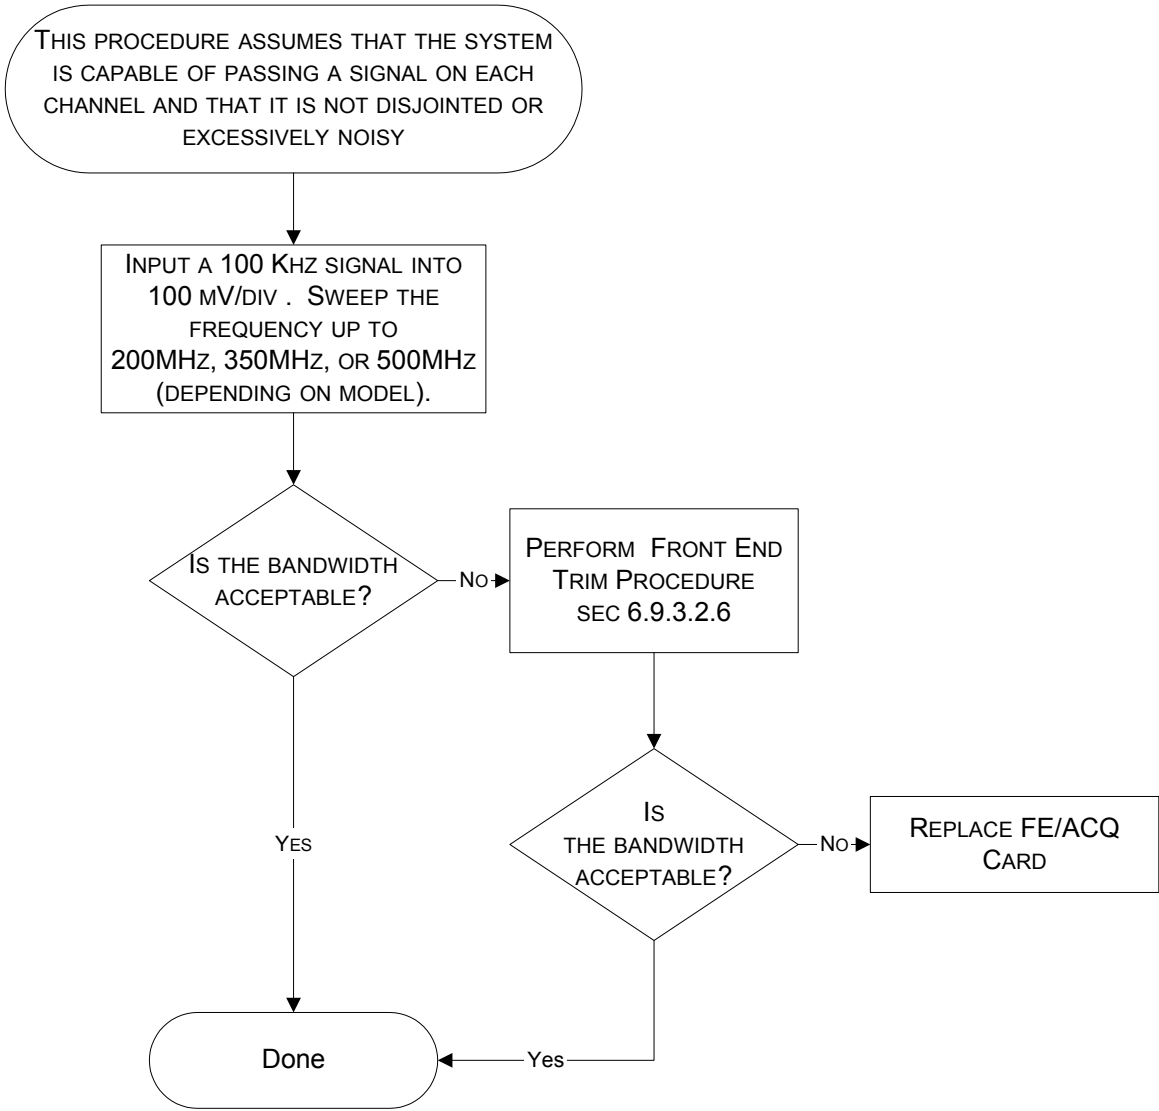 THIS PROCEDURE ASSUMES THAT THE SYSTEM
IS CAPABLE OF PASSING A SIGNAL ON EACH
CHANNEL AND THAT IT IS NOT DISJOINTED OR
EXCESSIVELY NOISY
INPUT A 100 KHZ SIGNAL INTO
100 MV/DIV . SWEEP THE
FREQUENCY UP TO
200MHZ, 350MHZ, OR 500MHZ
(DEPENDING ON MODEL).
IS THE BANDWIDTH
ACCEPTABLE?
NO
PERFORM FRONT END
TRIM PROCEDURE
SEC 6.9.3.2.6
YES
IS
THE BANDWIDTH
ACCEPTABLE?
NO
REPLACE FE/ACQ
CARD
Done
Yes